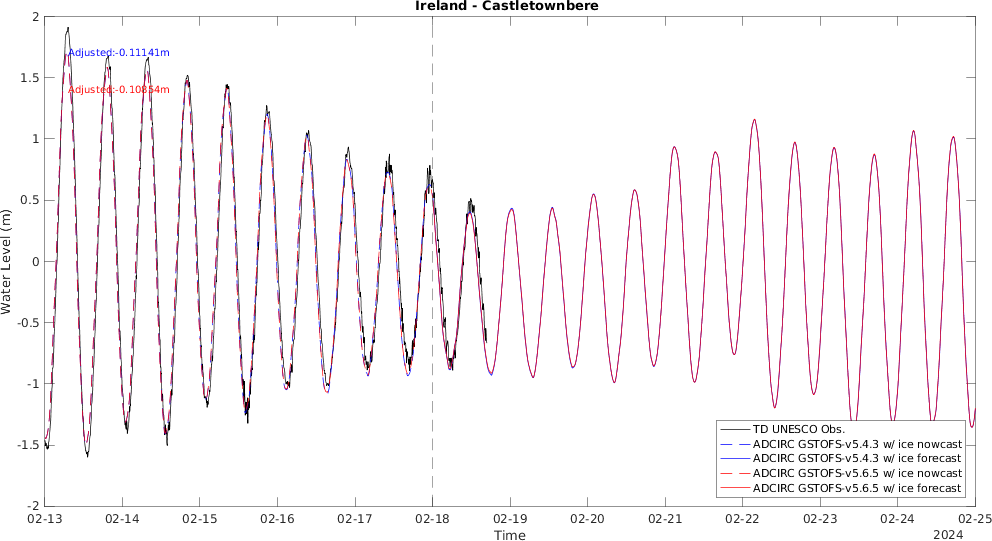 Ireland - Castletownbere
Water Level (m)
2
1.5
1
0.5
0
-0.5
-1
-1.5
-2
Adjusted:-0.11141m
Adjusted:-0.10854m
TD UNESCO Obs.
ADCIRC GSTOFS-v5.4.3 w/ ice nowcast
ADCIRC GSTOFS-v5.4.3 w/ ice forecast
ADCIRC GSTOFS-v5.6.5 w/ ice nowcast
ADCIRC GSTOFS-v5.6.5 w/ ice forecast
02-13 02-14 02-15 02-16 02-17 02-18 02-19 02-20 02-21 02-22 02-23 02-24 02-25
Time
2024